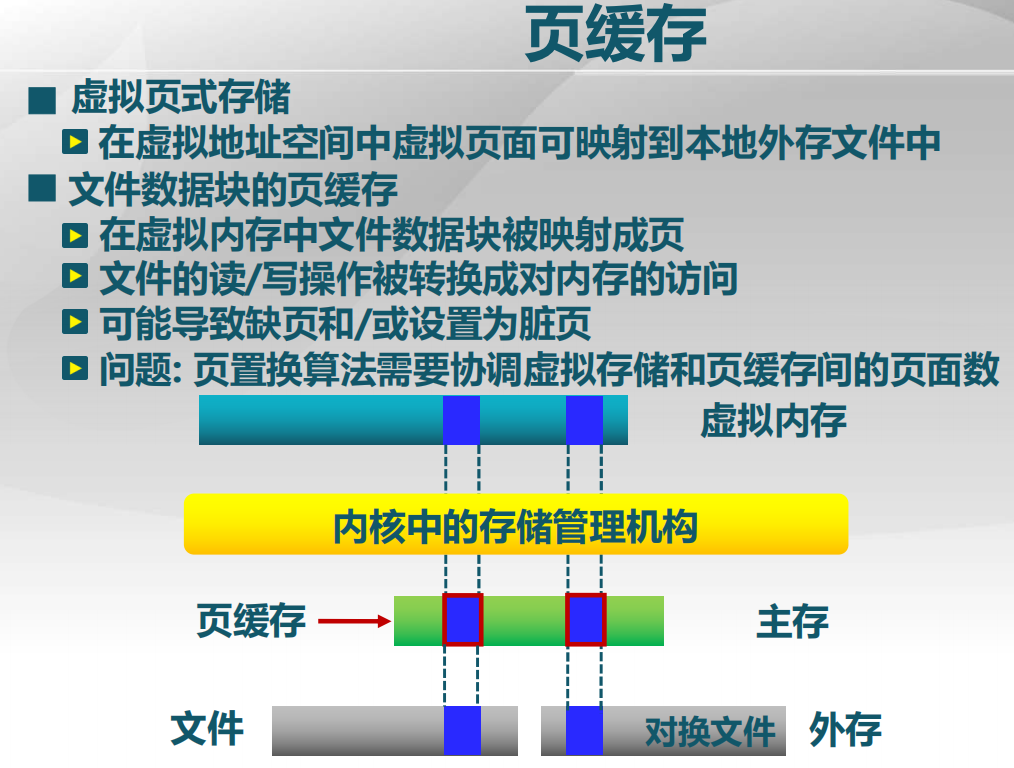 页缓存
虚拟页式存储
在虚拟地址空间中虚拟页面可映射到本地外存文件中
文件数据块的页缓存
在虚拟内存中文件数据块被映射成页
文件的读/写操作被转换成对内存的访问
可能导致缺页和/或设置为脏页
问题: 页置换算法需要协调虚拟存储和页缓存间的页面数
虚拟内存
内核中的存储管理机构
页缓存
主存
文件
对换文件
外存